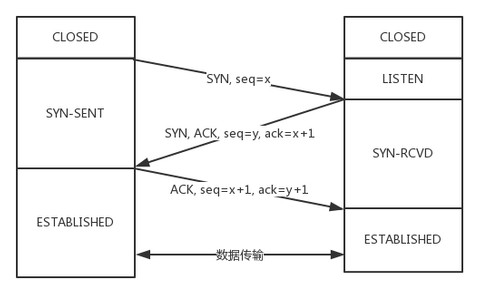 CLOSED
CLOSED
LISTEN
SYN, seq=x
SYN-SENT
SYN, ACK, seq=y, ack=x+1
SYN-RCVD
ACK, seq=x+1, ack=y+1
ESTABLISHED
ESTABLISHED
数据传输